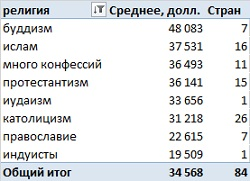 религия Среднее, долл. Стран
буддизм 48 083 7
ислам 37 531 16
много конфессий 36 493 11
протестантизм 36 141 15
иудаизм 33 656 1
католицизм 31 218 26
православие 22 615 7
индуисты 19 509 1
Общий итог 34 568 84